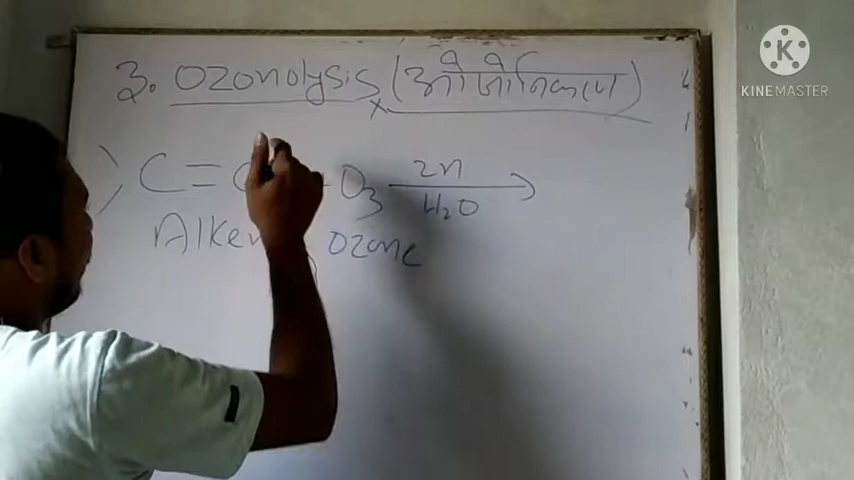 3. Ozonolysis (ओजोनिकरण)
C = C + O3 Zn
H2O
Alkene Ozone
KINEMASTER